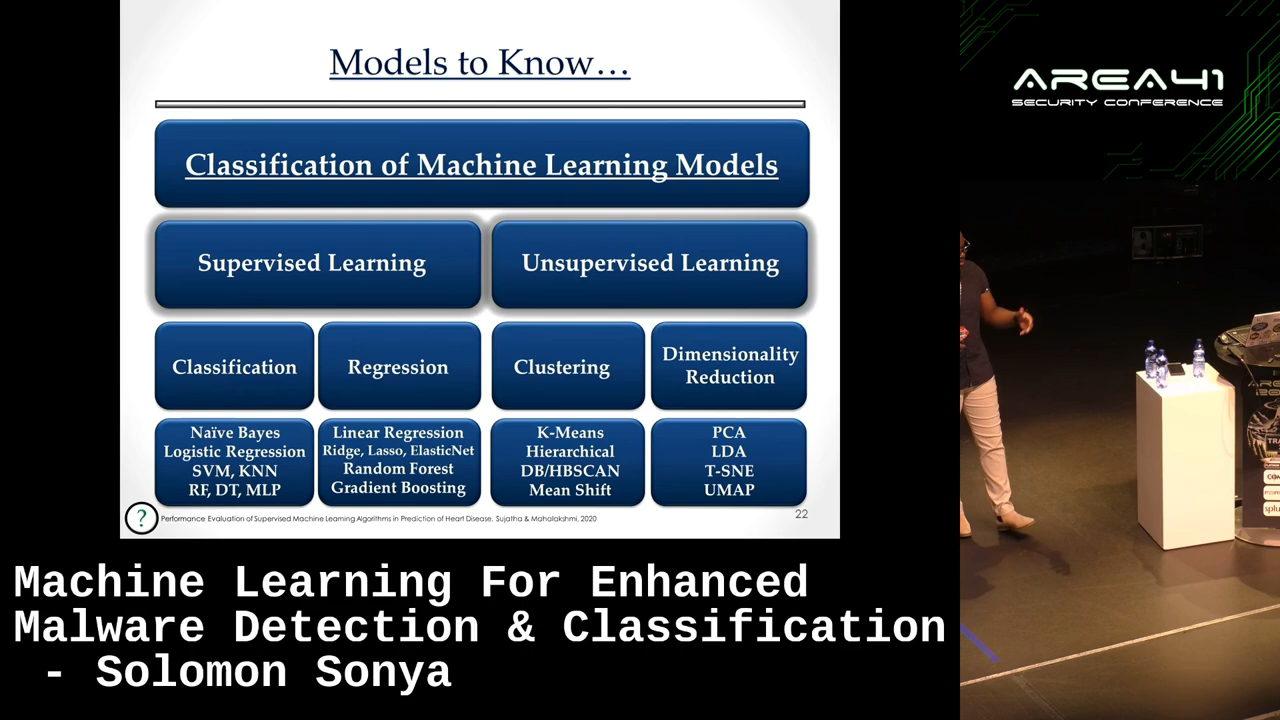 Models to Know…
Classification of Machine Learning Models
Supervised Learning
Unsupervised Learning
Classification
Regression
Clustering
Dimensionality
Reduction
Naïve Bayes
Logistic Regression
SVM, KNN
RF, DT, MLP
Linear Regression
Ridge, Lasso, ElasticNet
Random Forest
Gradient Boosting
K-Means
Hierarchical
DB/HBSCAN
Mean Shift
PCA
LDA
T-SNE
UMAP
?
Performance Evaluation of Supervised Machine Learning Algorithms in Prediction of Heart Disease, Sujatha & Mahalakshmi, 2020
22
Machine Learning For Enhanced
Malware Detection & Classification
- Solomon Sonya
AREA41
SECURITY CONFERENCE